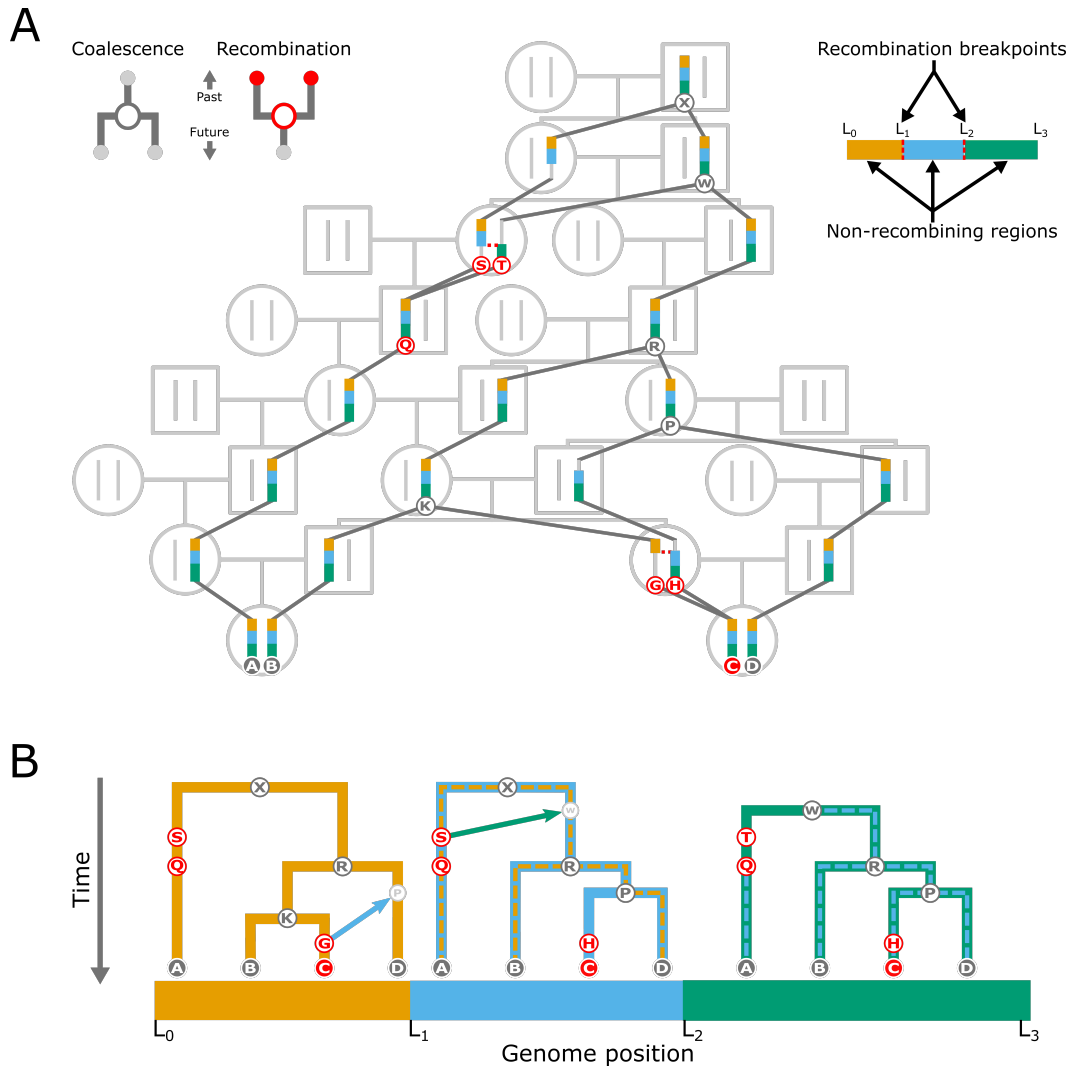 A
Coalescence
Recombination
Past
Future
Recombination breakpoints
L0 L1 L2 L3
Non-recombining regions
X
W
S T
Q
R
P
K
G H
A B
C D
B
Time
X
S
Q
R
P
K
G
A B C D
X
W
S
Q
R
P
H
A B C D
W
T
Q
R
P
H
A B C D
L0 L1 L2 L3
Genome position